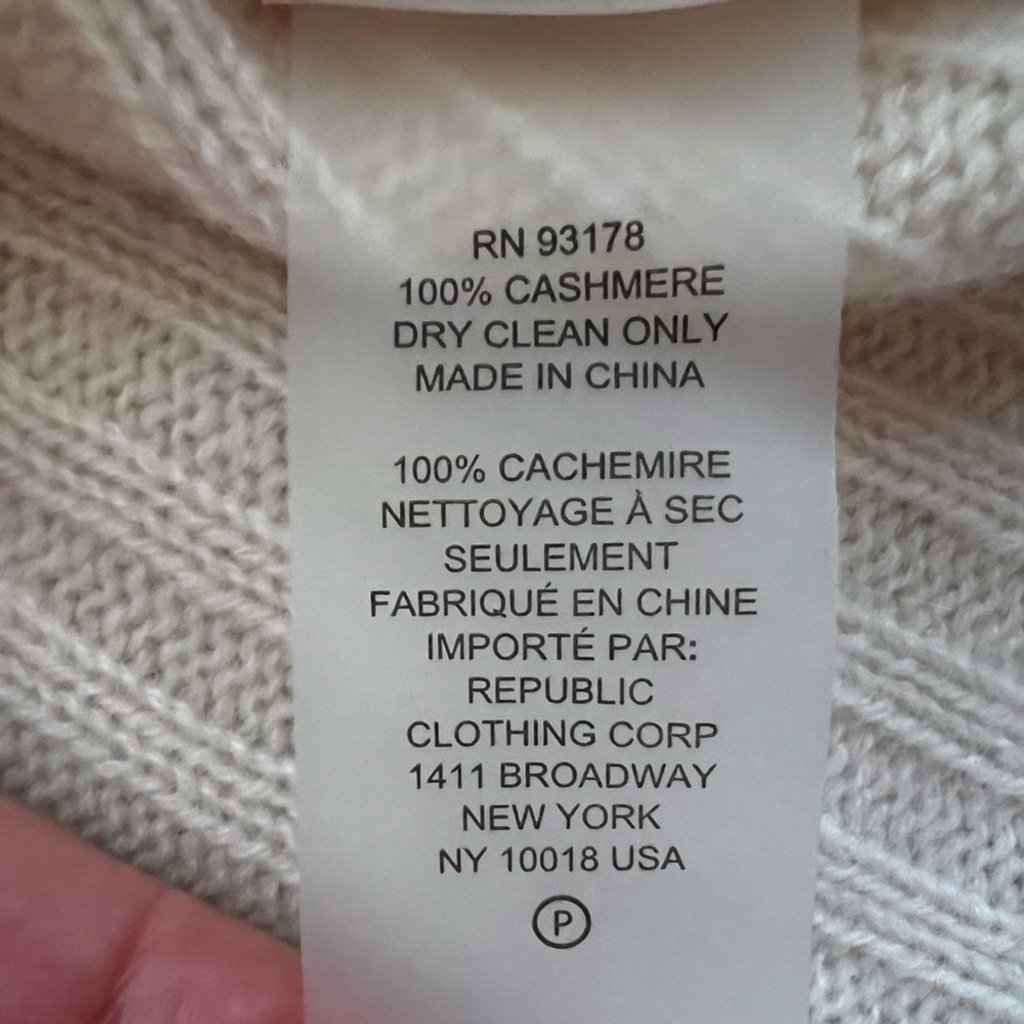 RN 93178
100% CASHMERE
DRY CLEAN ONLY
MADE IN CHINA
100% CACHEMIRE
NETTOYAGE À SEC
SEULEMENT
FABRIQUÉ EN CHINE
IMPORTÉ PAR:
REPUBLIC
CLOTHING CORP
1411 BROADWAY
NEW YORK
NY 10018 USA
P